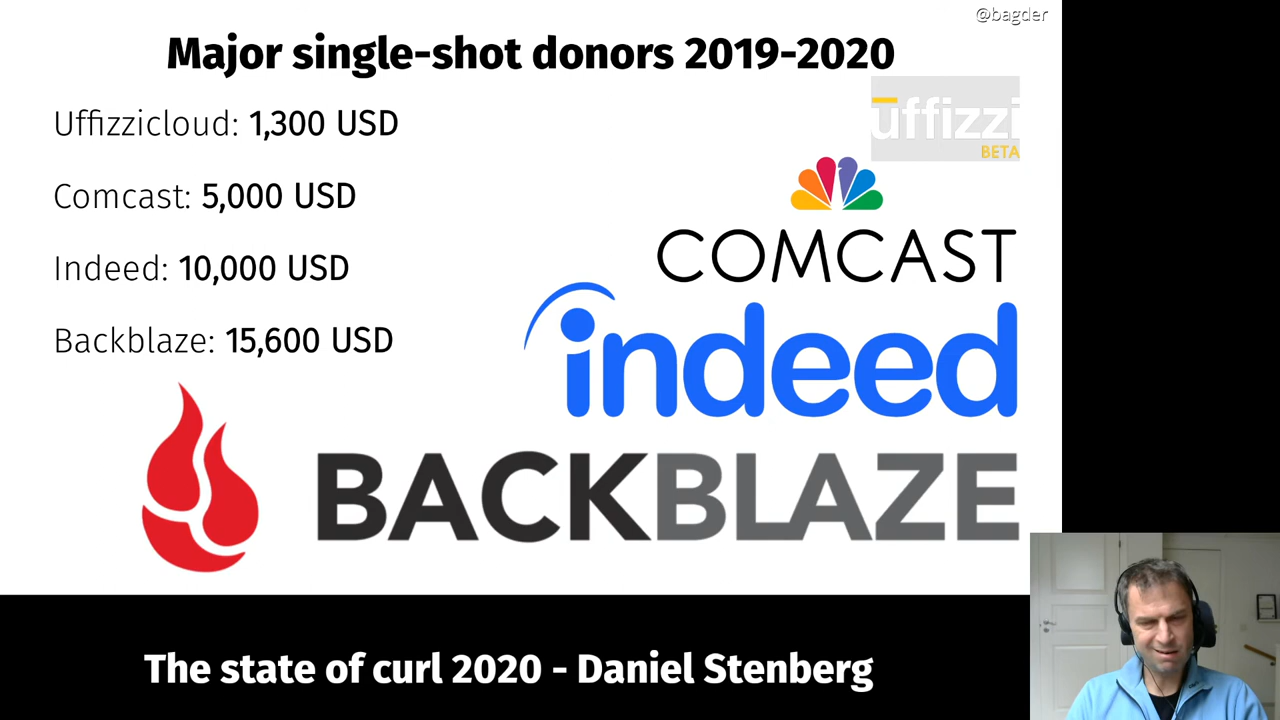 @bagder
Major single-shot donors 2019-2020
Uffizzicloud: 1,300 USD
uffizzi
BETA
Comcast: 5,000 USD
COMCAST
Indeed: 10,000 USD
indeed
Backblaze: 15,600 USD
BACKBLAZE
The state of curl 2020 - Daniel Stenberg